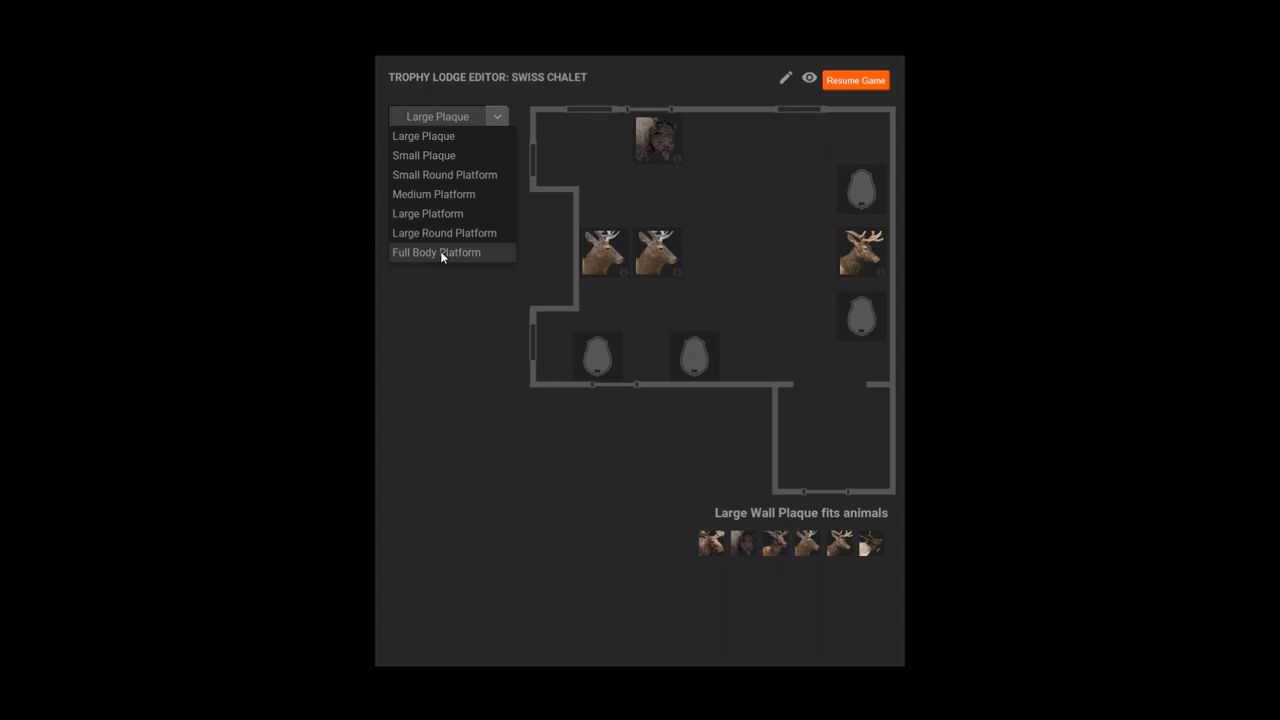 TROPHY LODGE EDITOR: SWISS CHALET
Resume Game
Large Plaque
Large Plaque
Small Plaque
Small Round Platform
Medium Platform
Large Platform
Large Round Platform
Full Body Platform
Large Wall Plaque fits animals